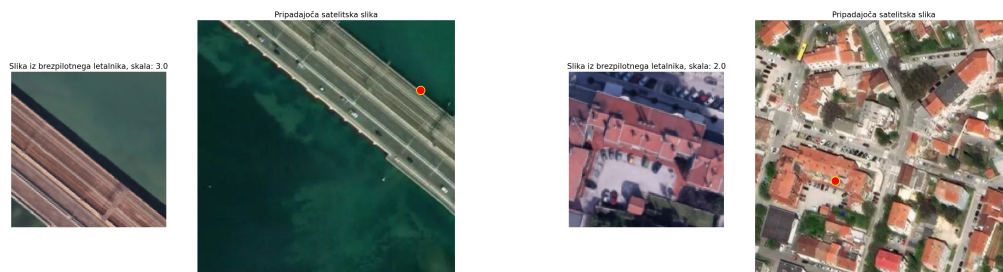 Pripadajoča satelitska slika
Slika iz brezpilotnega letalnika, skala: 3.0
Pripadajoča satelitska slika
Slika iz brezpilotnega letalnika, skala: 2.0